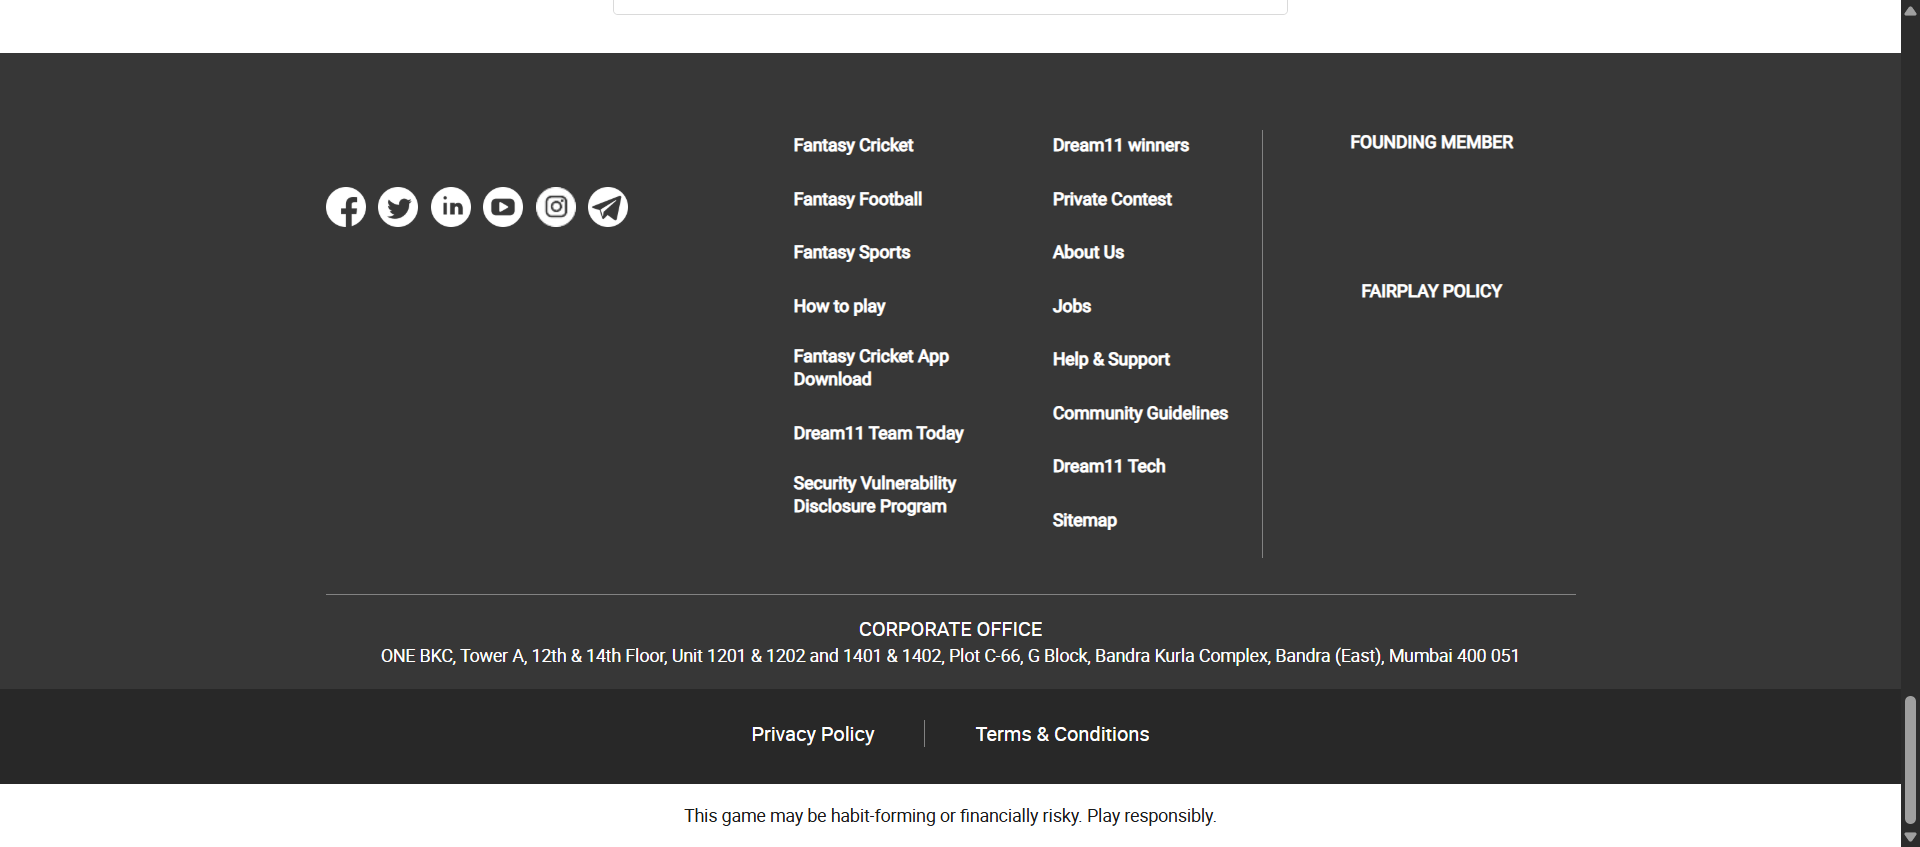 Fantasy Cricket
Fantasy Football
Fantasy Sports
How to play
Fantasy Cricket App
Download
Dream11 Team Today
Security Vulnerability
Disclosure Program
Dream11 winners
Private Contest
About Us
Jobs
Help & Support
Community Guidelines
Dream11 Tech
Sitemap
FOUNDING MEMBER
FAIRPLAY POLICY
CORPORATE OFFICE
ONE BKC, Tower A, 12th & 14th Floor, Unit 1201 & 1202 and 1401 & 1402, Plot C-66, G Block, Bandra Kurla Complex, Bandra (East), Mumbai 400 051
Privacy Policy
Terms & Conditions
This game may be habit-forming or financially risky. Play responsibly.